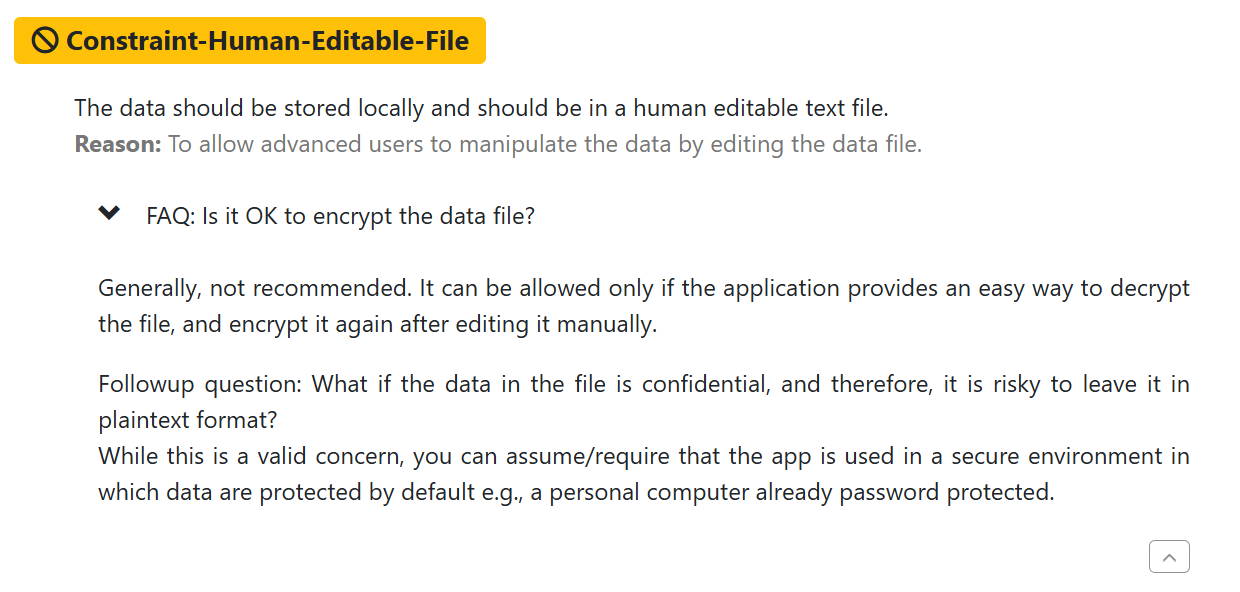 Constraint-Human-Editable-File
The data should be stored locally and should be in a human editable text file.
Reason: To allow advanced users to manipulate the data by editing the data file.
FAQ: Is it OK to encrypt the data file?
Generally, not recommended. It can be allowed only if the application provides an easy way to decrypt
the file, and encrypt it again after editing it manually.
Followup question: What if the data in the file is confidential, and therefore, it is risky to leave it in
plaintext format?
While this is a valid concern, you can assume/require that the app is used in a secure environment in
which data are protected by default e.g., a personal computer already password protected.